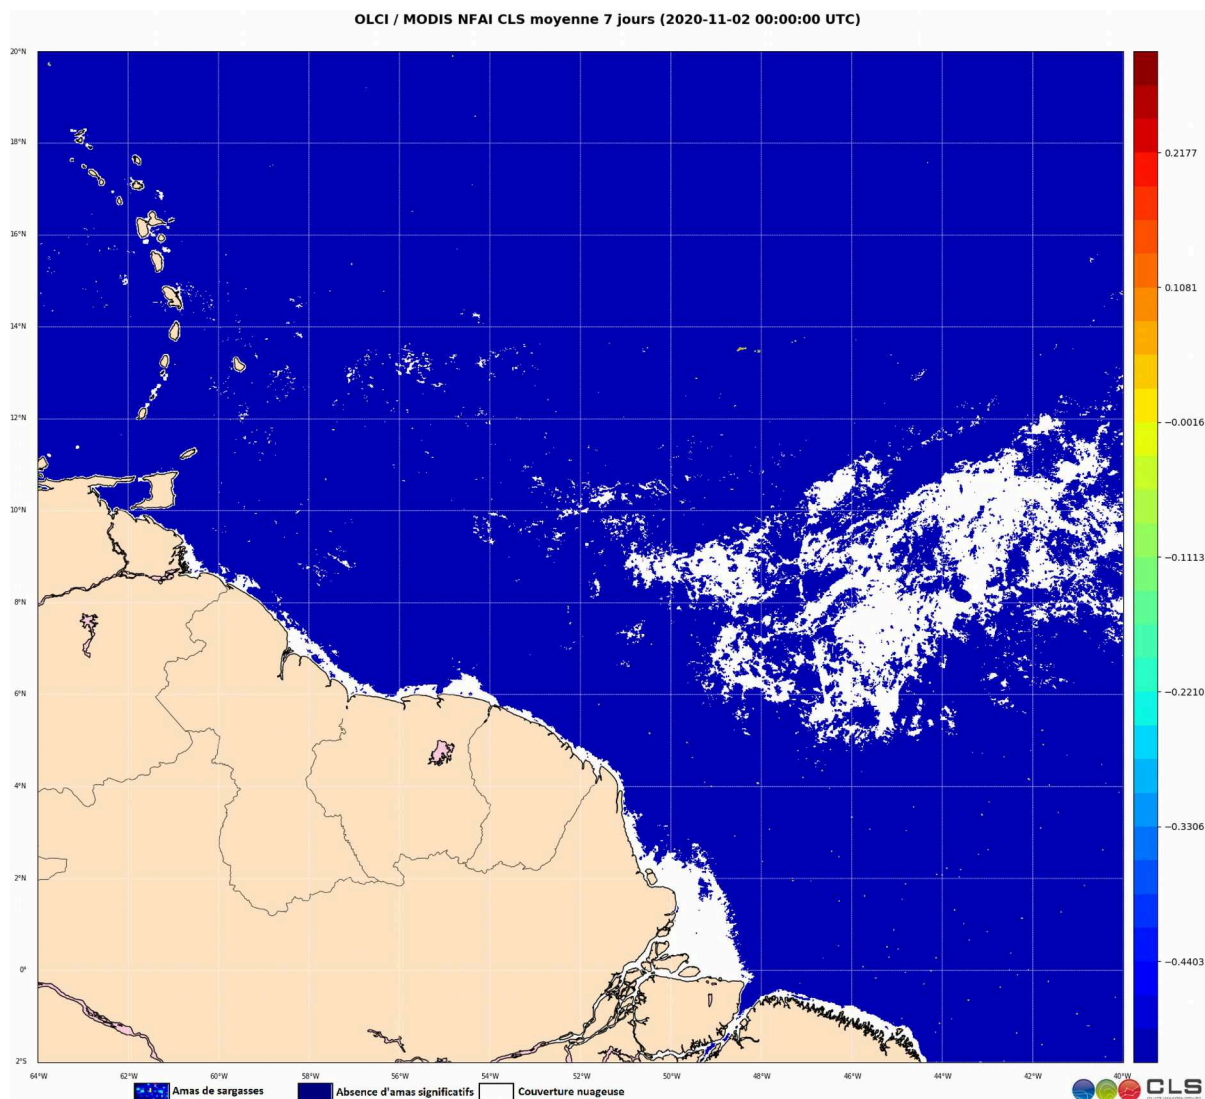 OLCI / MODIS NFAI CLS moyenne 7 jours (2020-11-02 00:00:00 UTC)
20°N
18°N
16°N
14°N
12°N
10°N
8°N
6°N
4°N
2°N
0°
2°S
64°W 62°W 60°W 58°W 56°W 54°W 52°W 50°W 48°W 46°W 44°W 42°W 40°W
0.2177
0.1081
-0.0016
-0.1113
-0.2210
-0.3306
-0.4403
Amas de sargasses Absence d'amas significatifs Couverture nuageuse
CLS